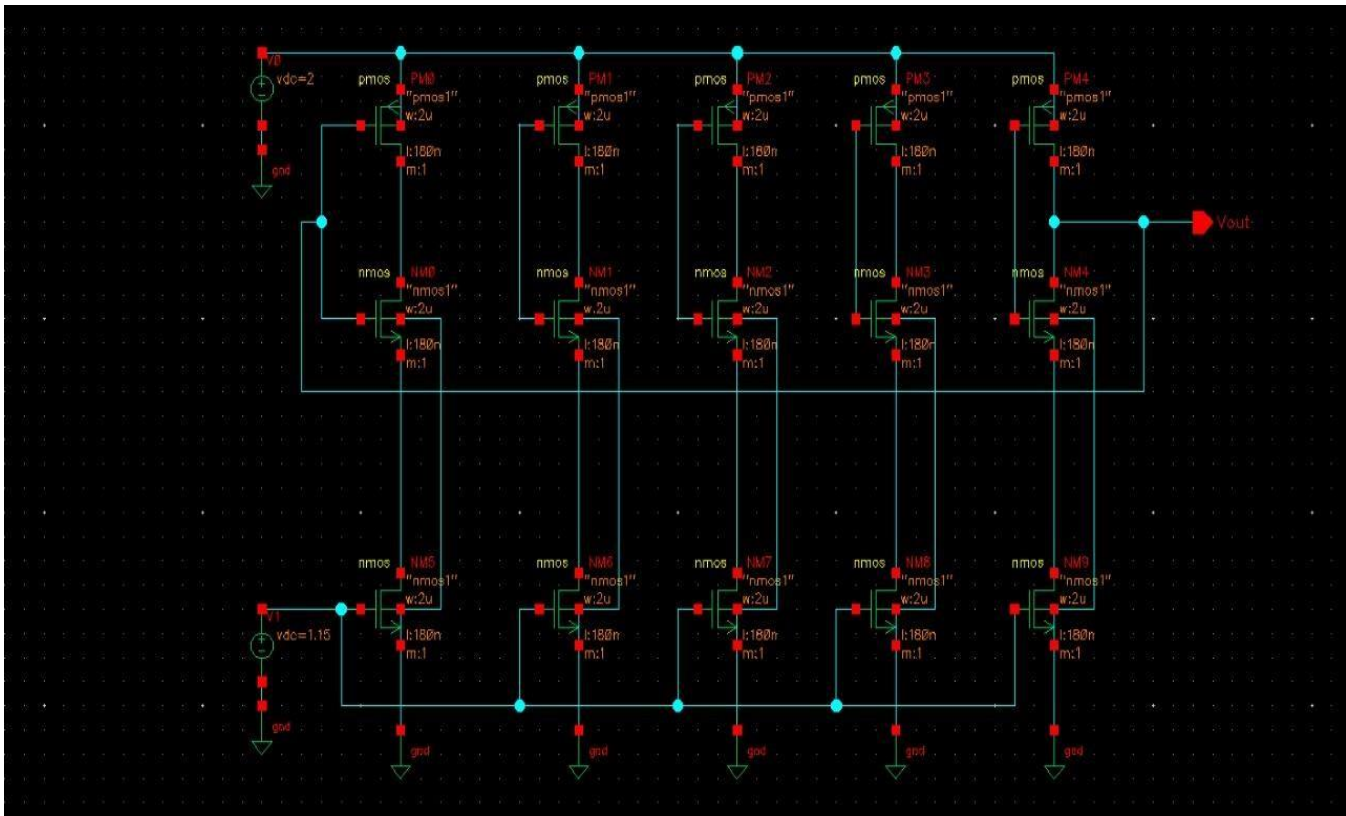 V0
vdc=2
gnd
pmos PM0
"pmos1"
w:2u
l:180n
m:1
pmos PM1
"pmos1"
w:2u
l:180n
m:1
pmos PM2
"pmos1"
w:2u
l:180n
m:1
pmos PM3
"pmos1"
w:2u
l:180n
m:1
pmos PM4
"pmos1"
w:2u
l:180n
m:1
Vout
nmos NM0
"nmos1"
w:2u
l:180n
m:1
nmos NM1
"nmos1"
w:2u
l:180n
m:1
nmos NM2
"nmos1"
w:2u
l:180n
m:1
nmos NM3
"nmos1"
w:2u
l:180n
m:1
nmos NM4
"nmos1"
w:2u
l:180n
m:1
V1
vdc=1.15
gnd
nmos NM5
"nmos1"
w:2u
l:180n
m:1
gnd
nmos NM6
"nmos1"
w:2u
l:180n
m:1
gnd
nmos NM7
"nmos1"
w:2u
l:180n
m:1
gnd
nmos NM8
"nmos1"
w:2u
l:180n
m:1
gnd
nmos NM9
"nmos1"
w:2u
l:180n
m:1
gnd